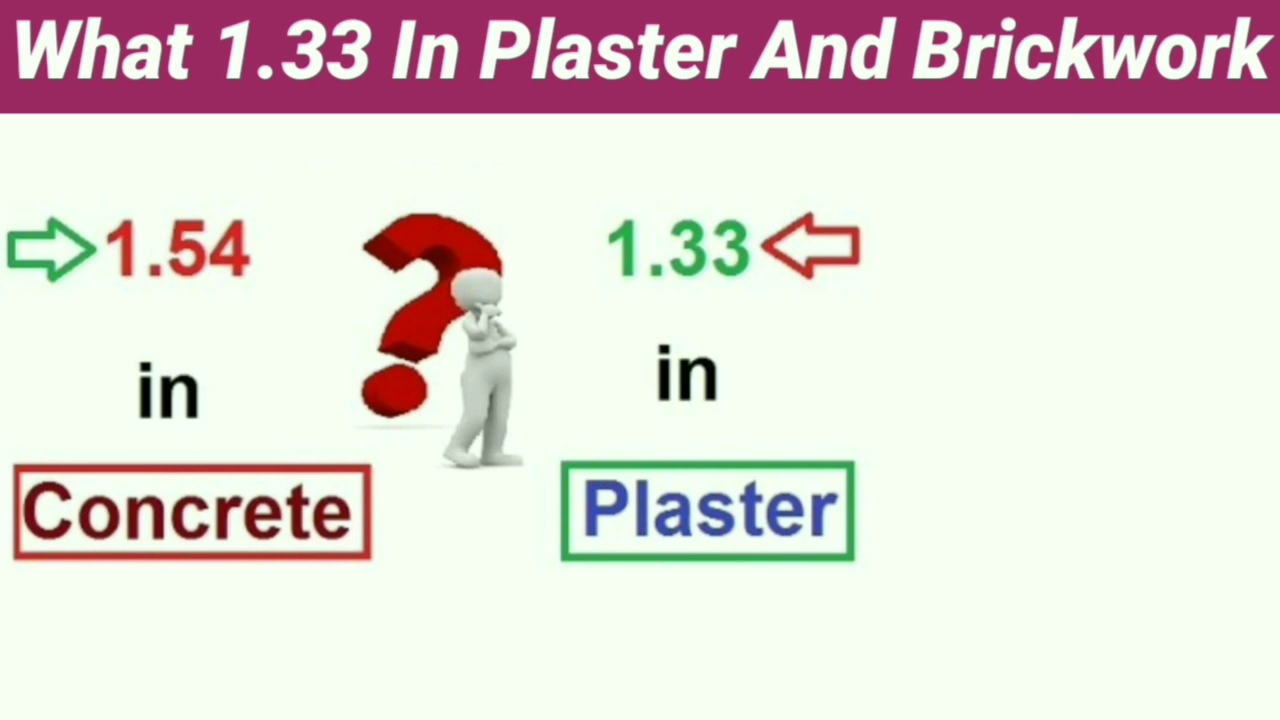 What 1.33 In Plaster And Brickwork
1.54
1.33
in
in
Concrete
Plaster